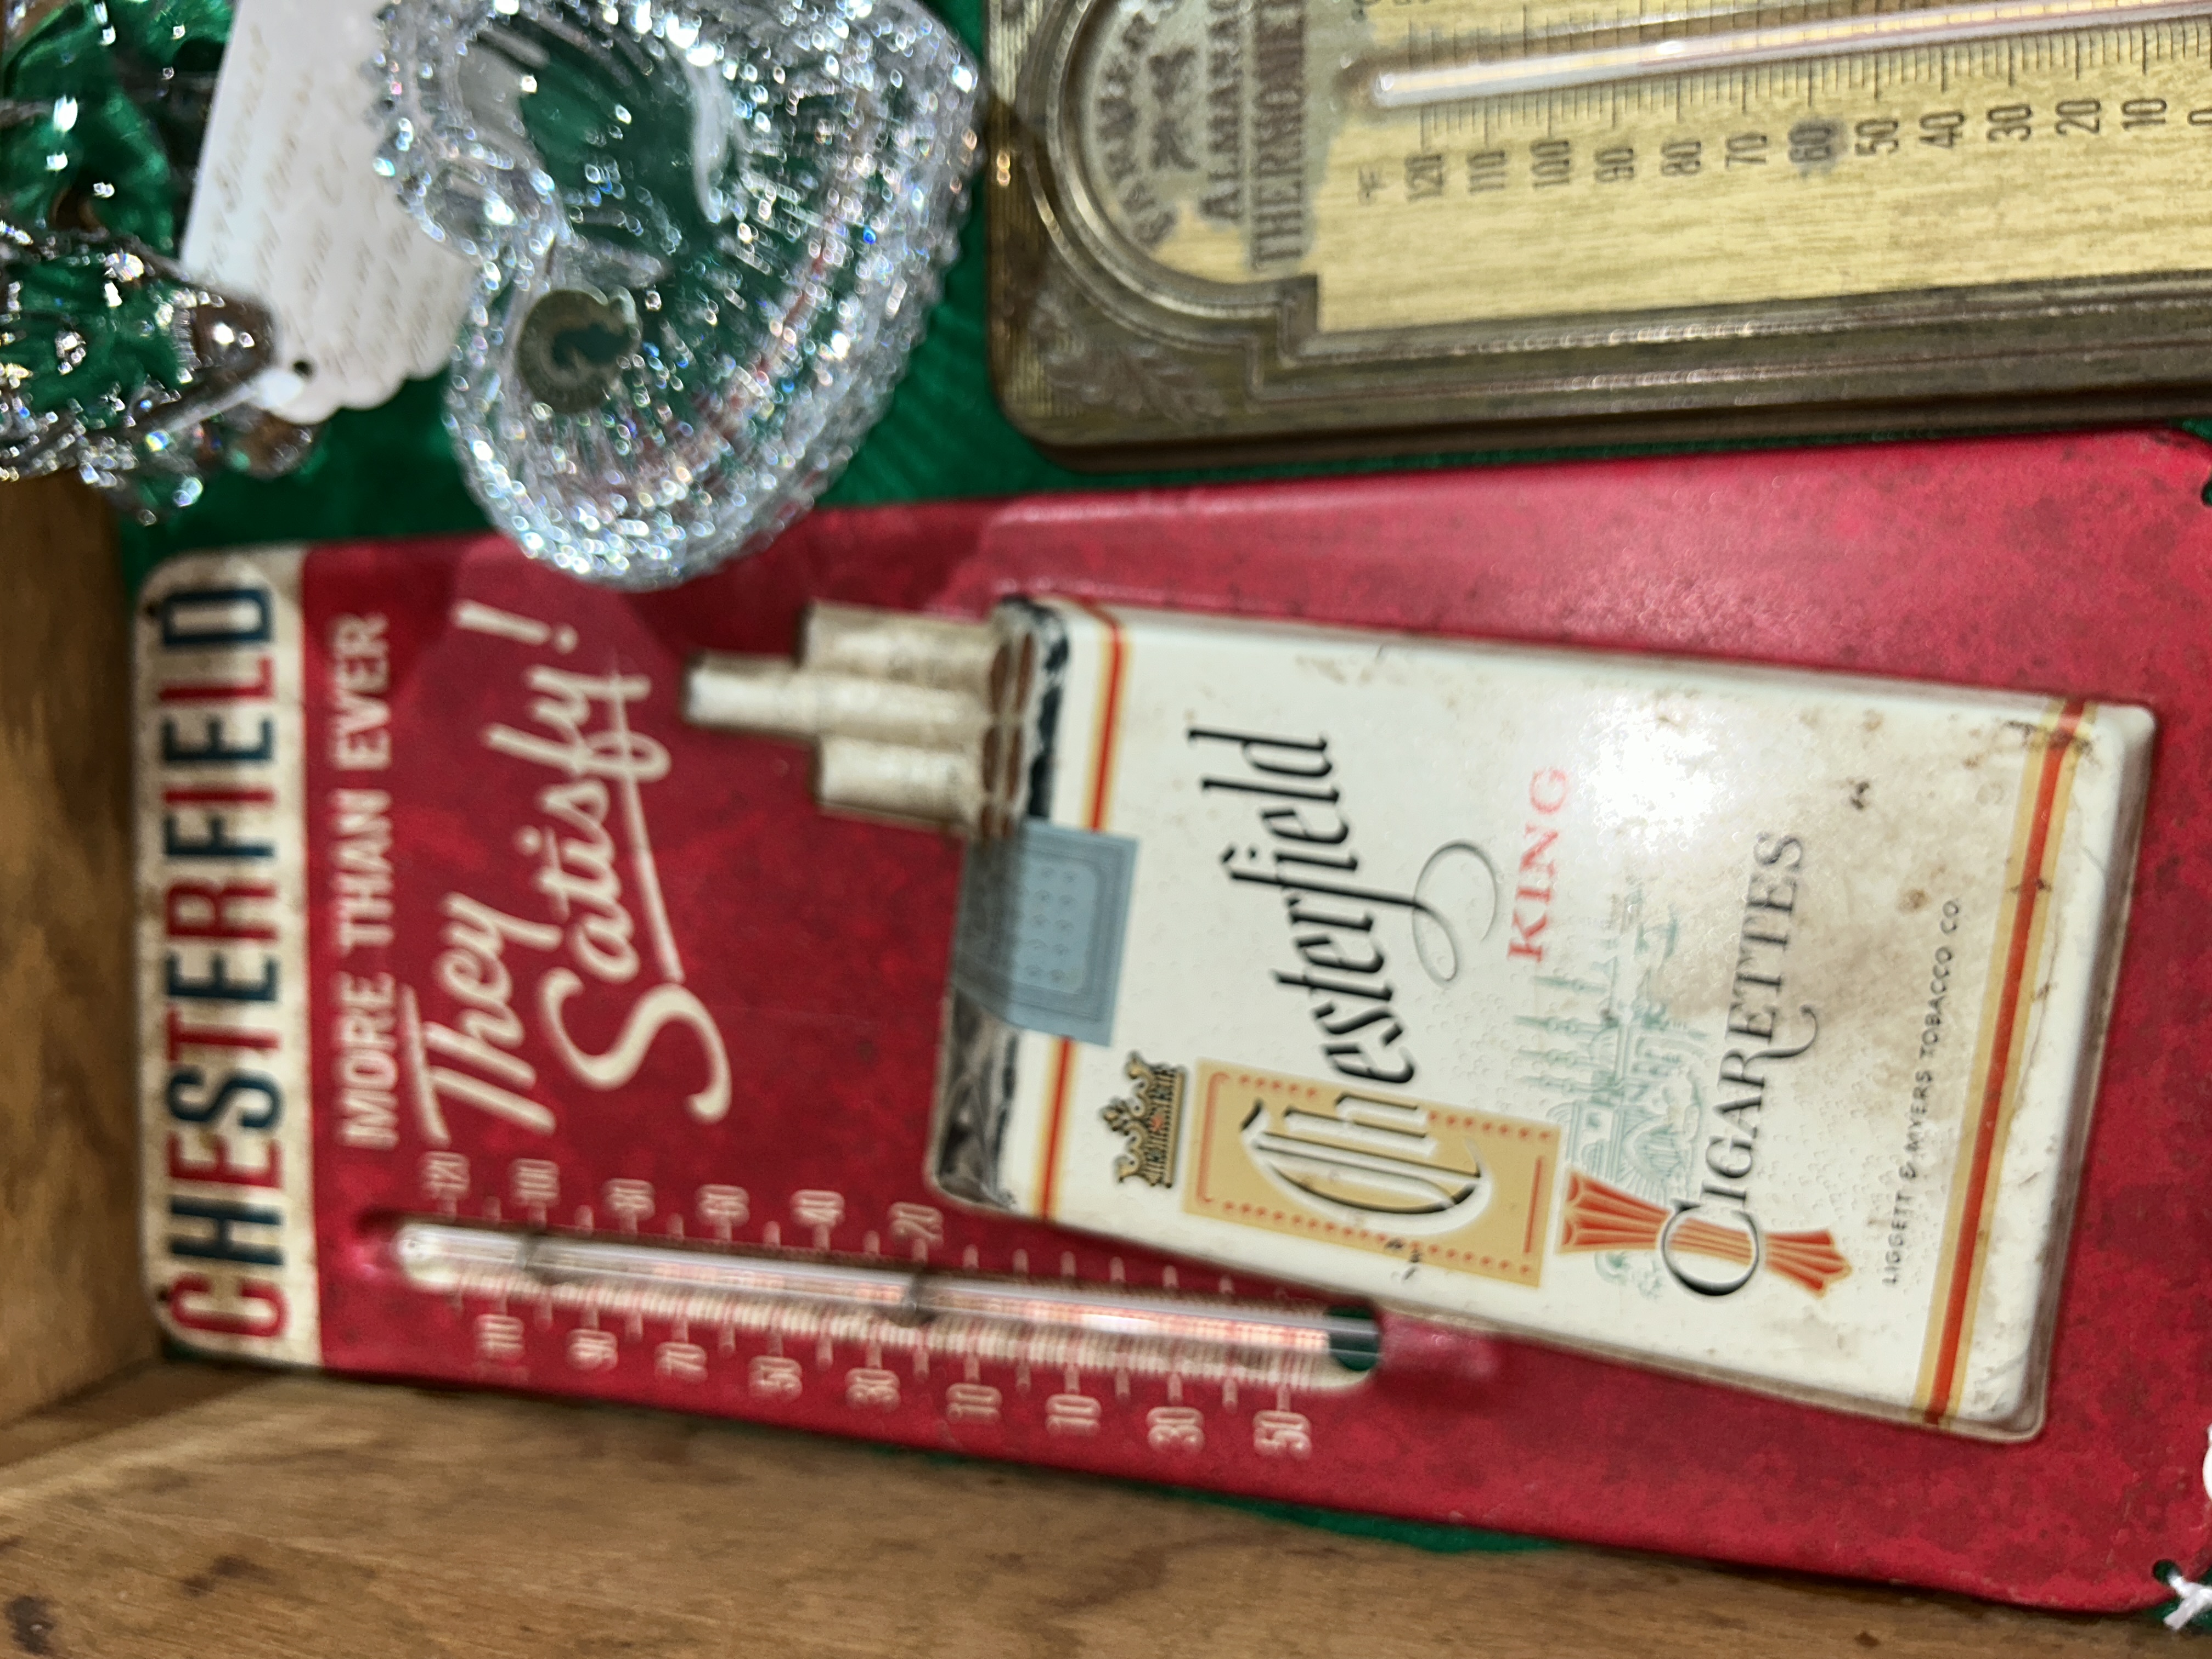 CHESTERFIELD
MORE THAN EVER
They
Satisfy!
120
110
100
90
80
70
60
50
40
30
20
10
10
30
50
Chesterfield
KING
CIGARETTES
LIGGETT & MYERS TOBACCO CO.
ALMANAC
°F
120
110
100
90
80
70
60
50
40
30
20
10
0